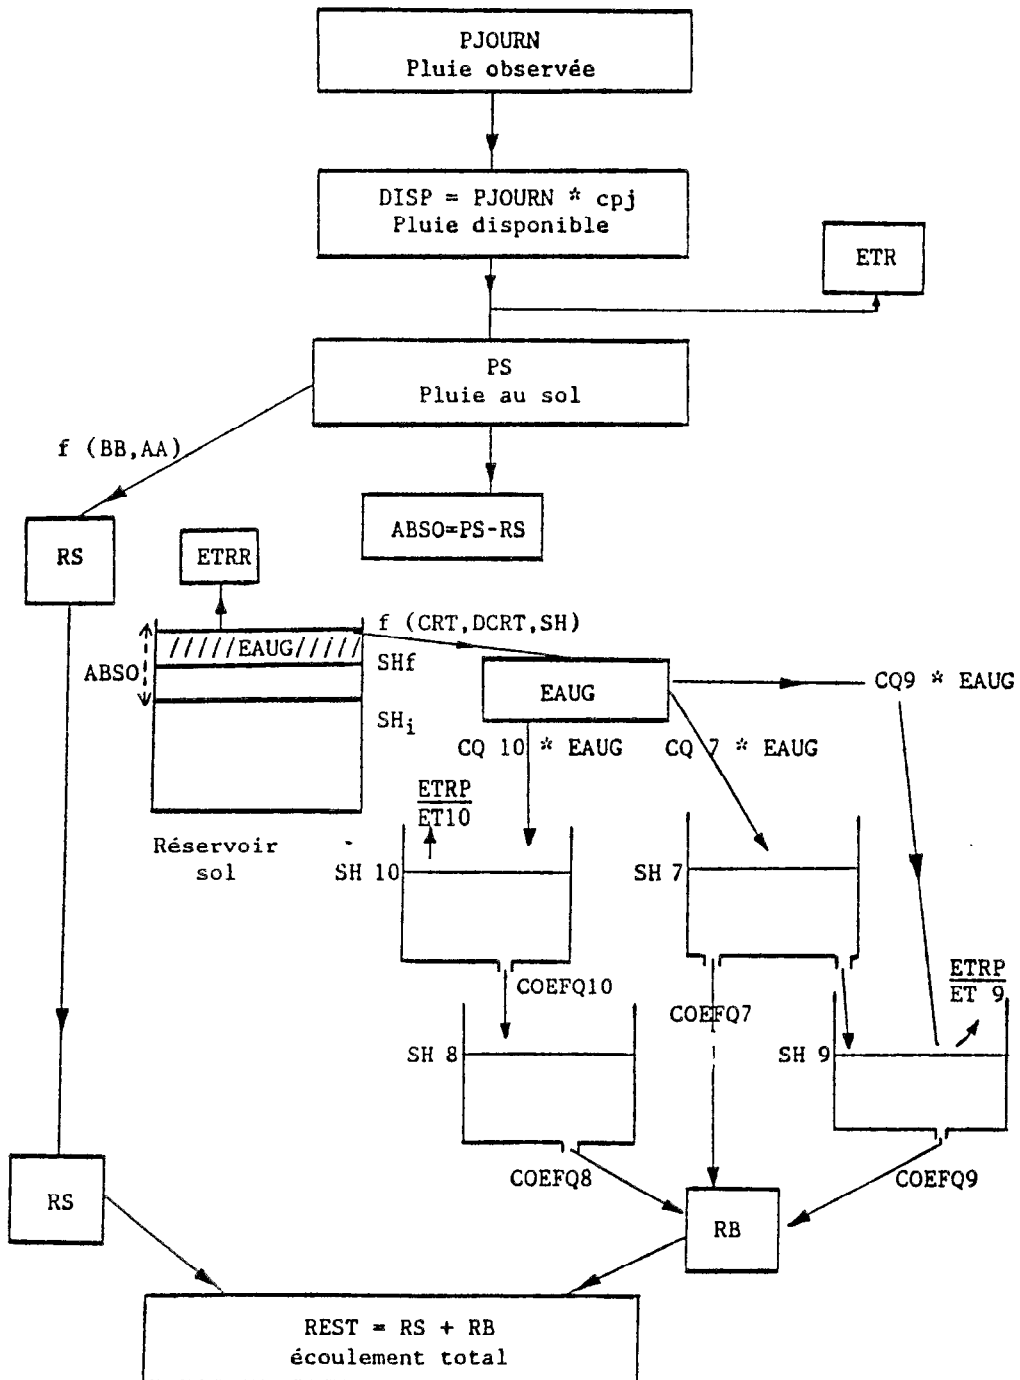 PJOURN
Pluie observée
DISP = PJOURN * cpj
Pluie disponible
ETR
PS
Pluie au sol
f (BB,AA)
ABSO=PS-RS
RS
ETRR
f (CRT,DCRT,SH)
/////EAUG/////
SHf
ABSO
SHi
EAUG
CQ9 * EAUG
CQ 10 * EAUG
CQ 7 * EAUG
ETRP
ET10
Réservoir
sol
SH 10
SH 7
COEFQ10
COEFQ7
ETRP
ET 9
SH 8
SH 9
COEFQ8
COEFQ9
RS
RB
REST = RS + RB
écoulement total